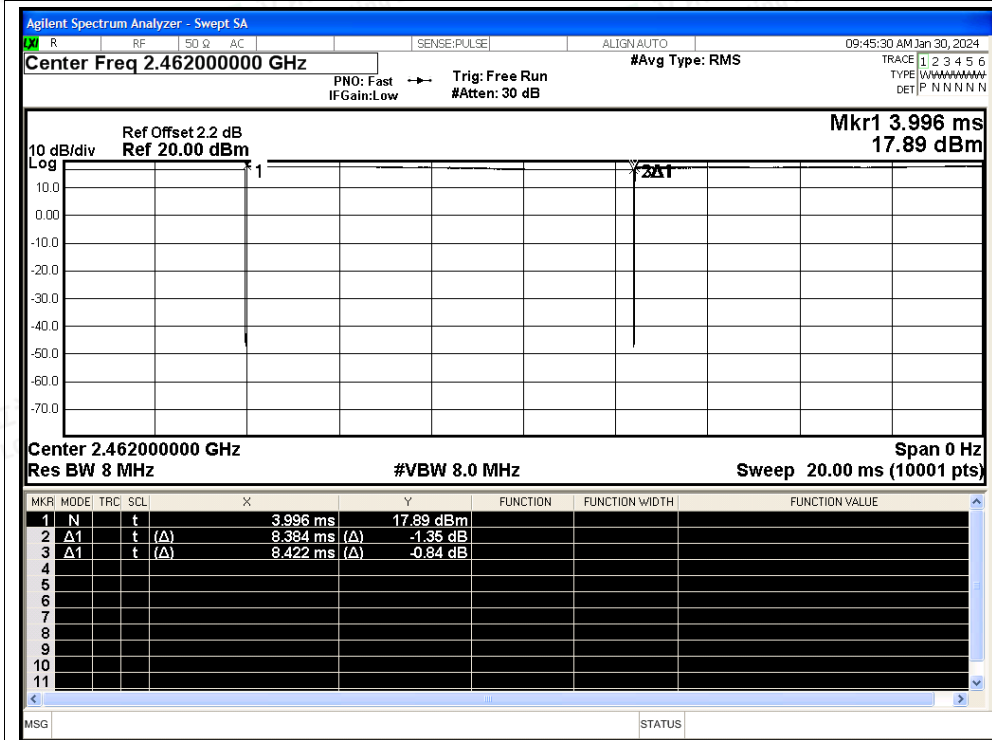 Agilent Spectrum Analyzer - Swept SA
LXI R RF 50 Ω AC SENSE:PULSE ALIGN AUTO 09:45:30 AM Jan 30, 2024
Center Freq 2.462000000 GHz #Avg Type: RMS TRACE 1 2 3 4 5 6
PNO: Fast Trig: Free Run TYPE
IFGain:Low #Atten: 30 dB DET P N N N N N
Mkr1 3.996 ms
Ref Offset 2.2 dB
10 dB/div Ref 20.00 dBm 17.89 dBm
Log
1 3Δ1
10.0
0.00
-10.0
-20.0
-30.0
-40.0
-50.0
-60.0
-70.0
Center 2.462000000 GHz Span 0 Hz
Res BW 8 MHz #VBW 8.0 MHz Sweep 20.00 ms (10001 pts)
MKR MODE TRC SCL X Y FUNCTION FUNCTION WIDTH FUNCTION VALUE
1 N t 3.996 ms 17.89 dBm
2 Δ1 t (Δ) 8.384 ms (Δ) -1.35 dB
3 Δ1 t (Δ) 8.422 ms (Δ) -0.84 dB
4
5
6
7
8
9
10
11
MSG STATUS